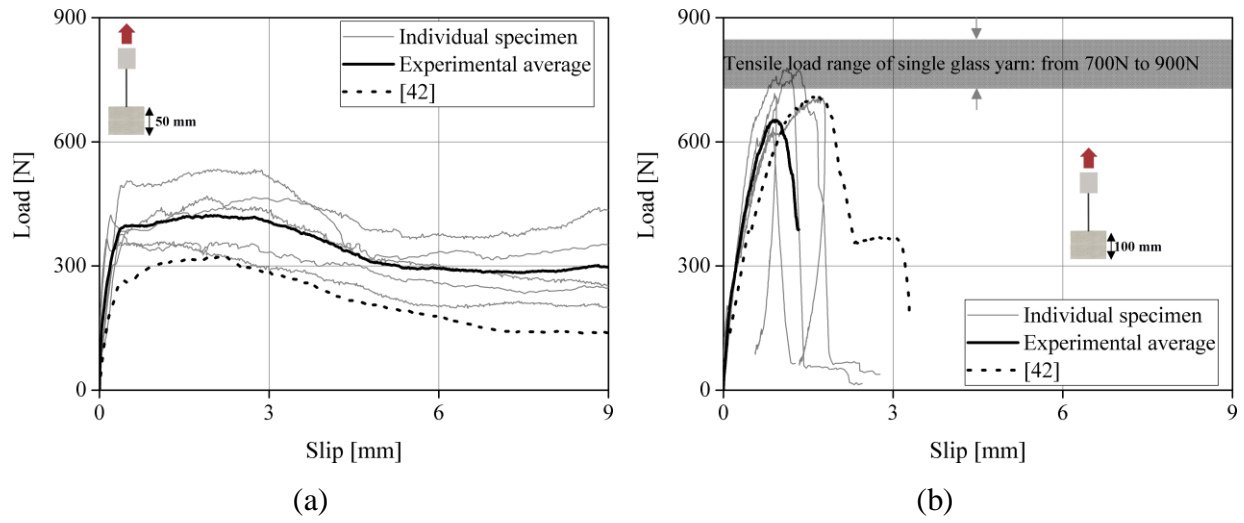 900
600
300
0
0
3
6
9
Load [N]
Slip [mm]
50 mm
Individual specimen
Experimental average
[42]
(a)
900
600
300
0
0
3
6
9
Load [N]
Slip [mm]
Tensile load range of single glass yarn: from 700N to 900N
100 mm
Individual specimen
Experimental average
[42]
(b)